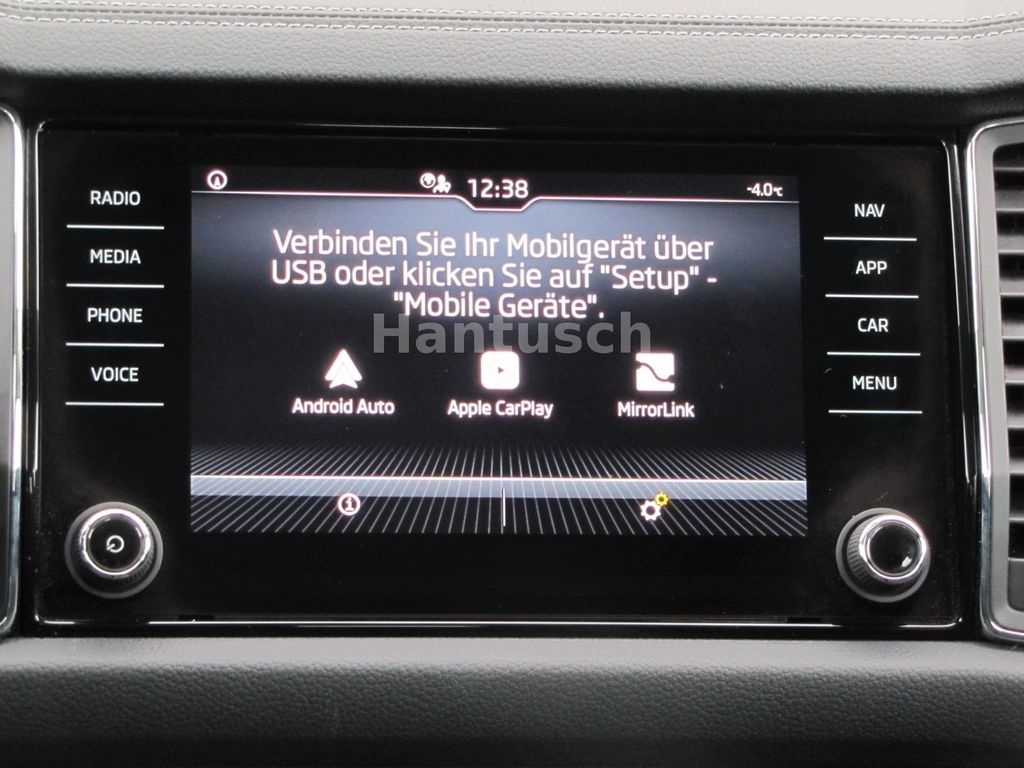 RADIO
MEDIA
PHONE
VOICE
12:38
-4.0°C
Verbinden Sie Ihr Mobilgerät über
USB oder klicken Sie auf "Setup" -
"Mobile Geräte".
Hantusch
Android Auto
Apple CarPlay
MirrorLink
NAV
APP
CAR
MENU